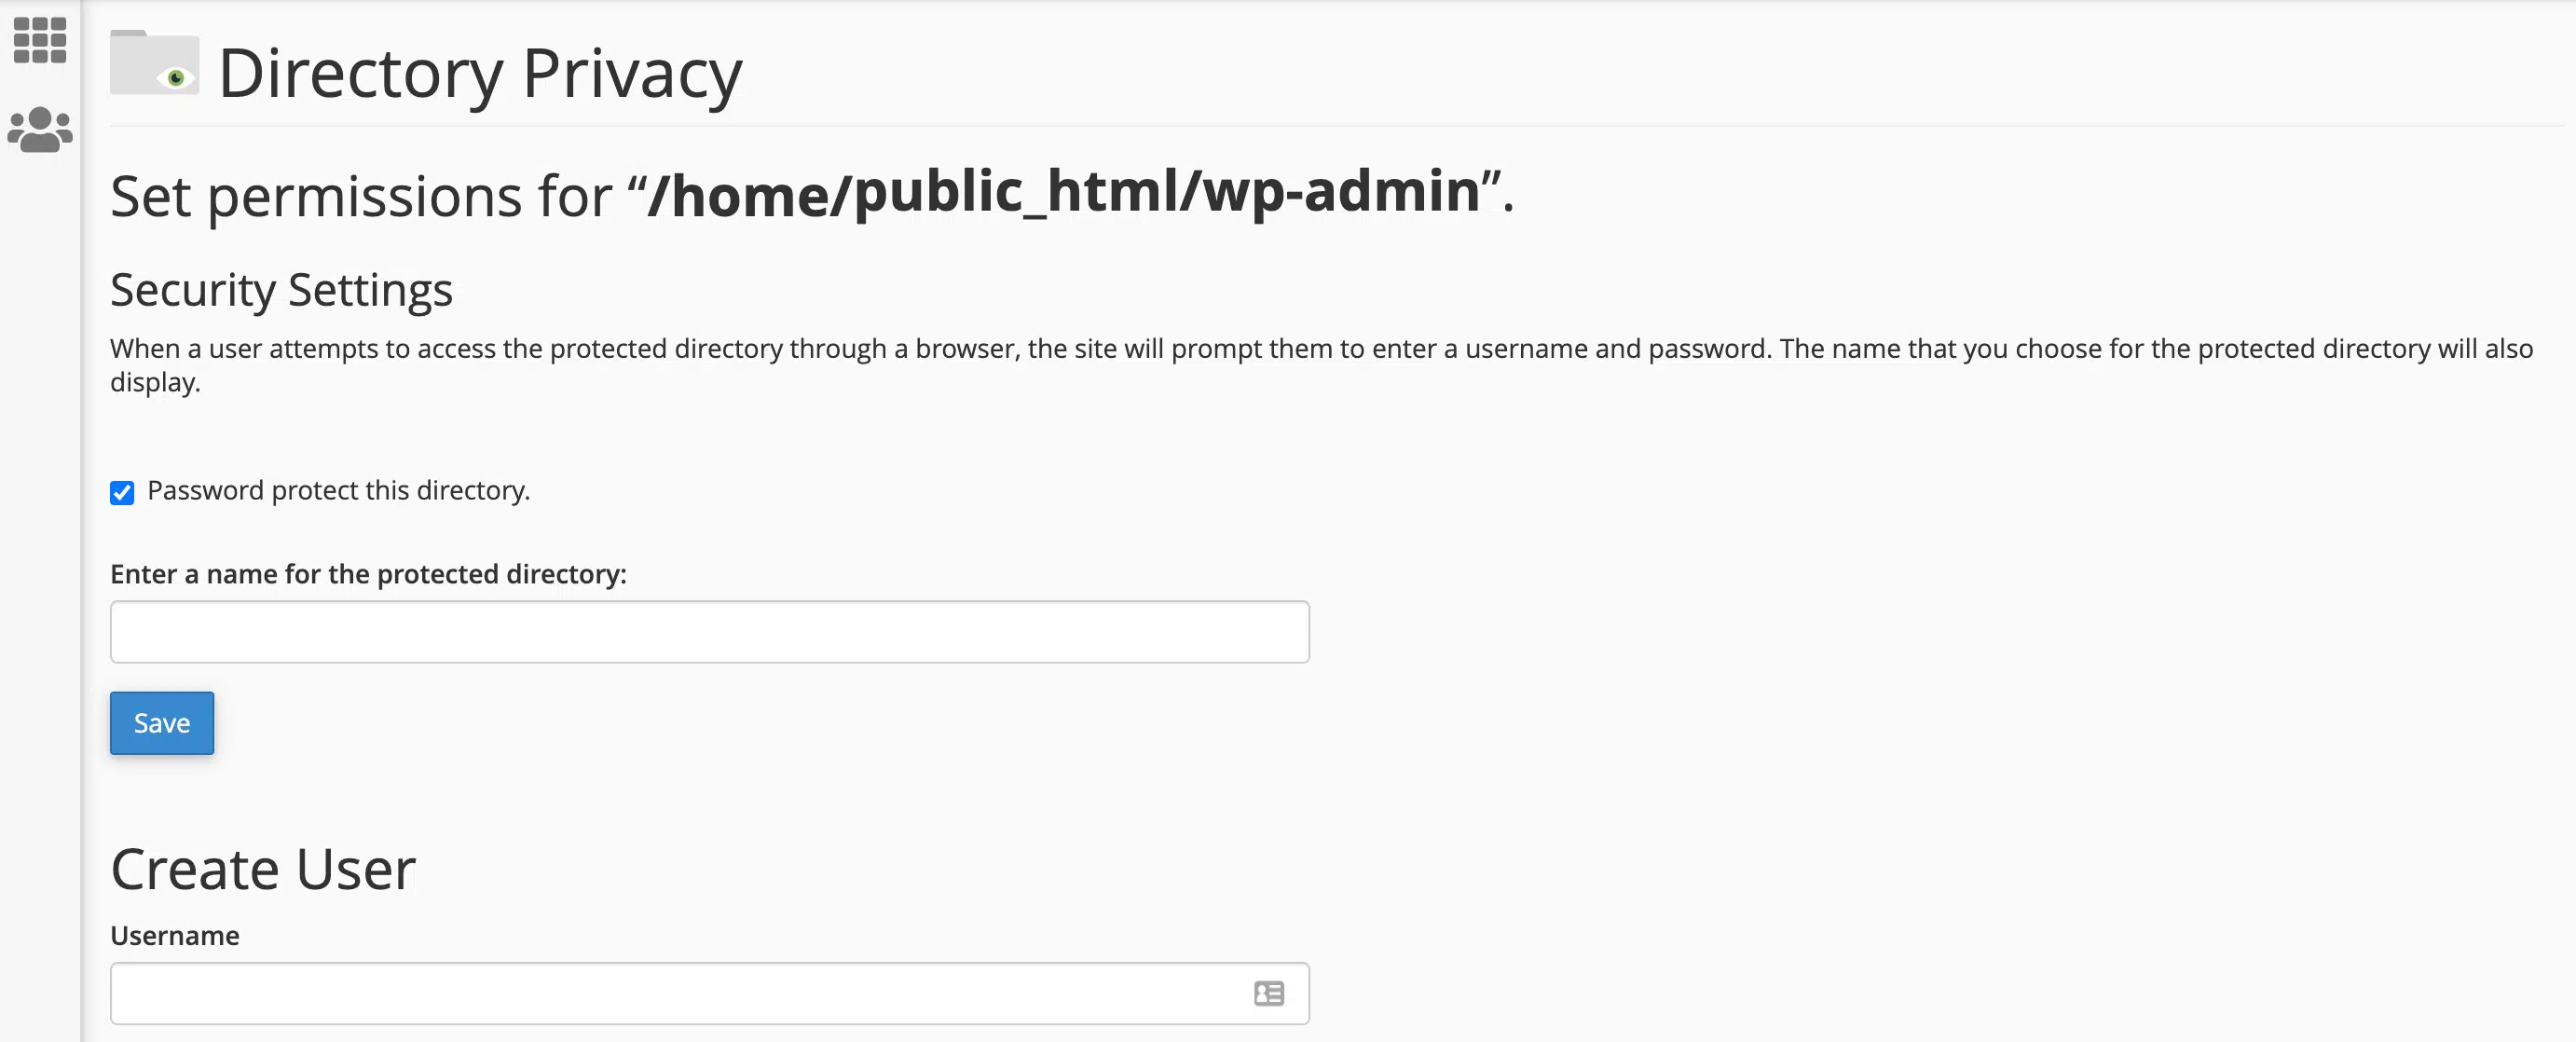 Directory Privacy
Set permissions for “/home/public_html/wp-admin”.
Security Settings
When a user attempts to access the protected directory through a browser, the site will prompt them to enter a username and password. The name that you choose for the protected directory will also
display.
Password protect this directory.
Enter a name for the protected directory:
Save
Create User
Username